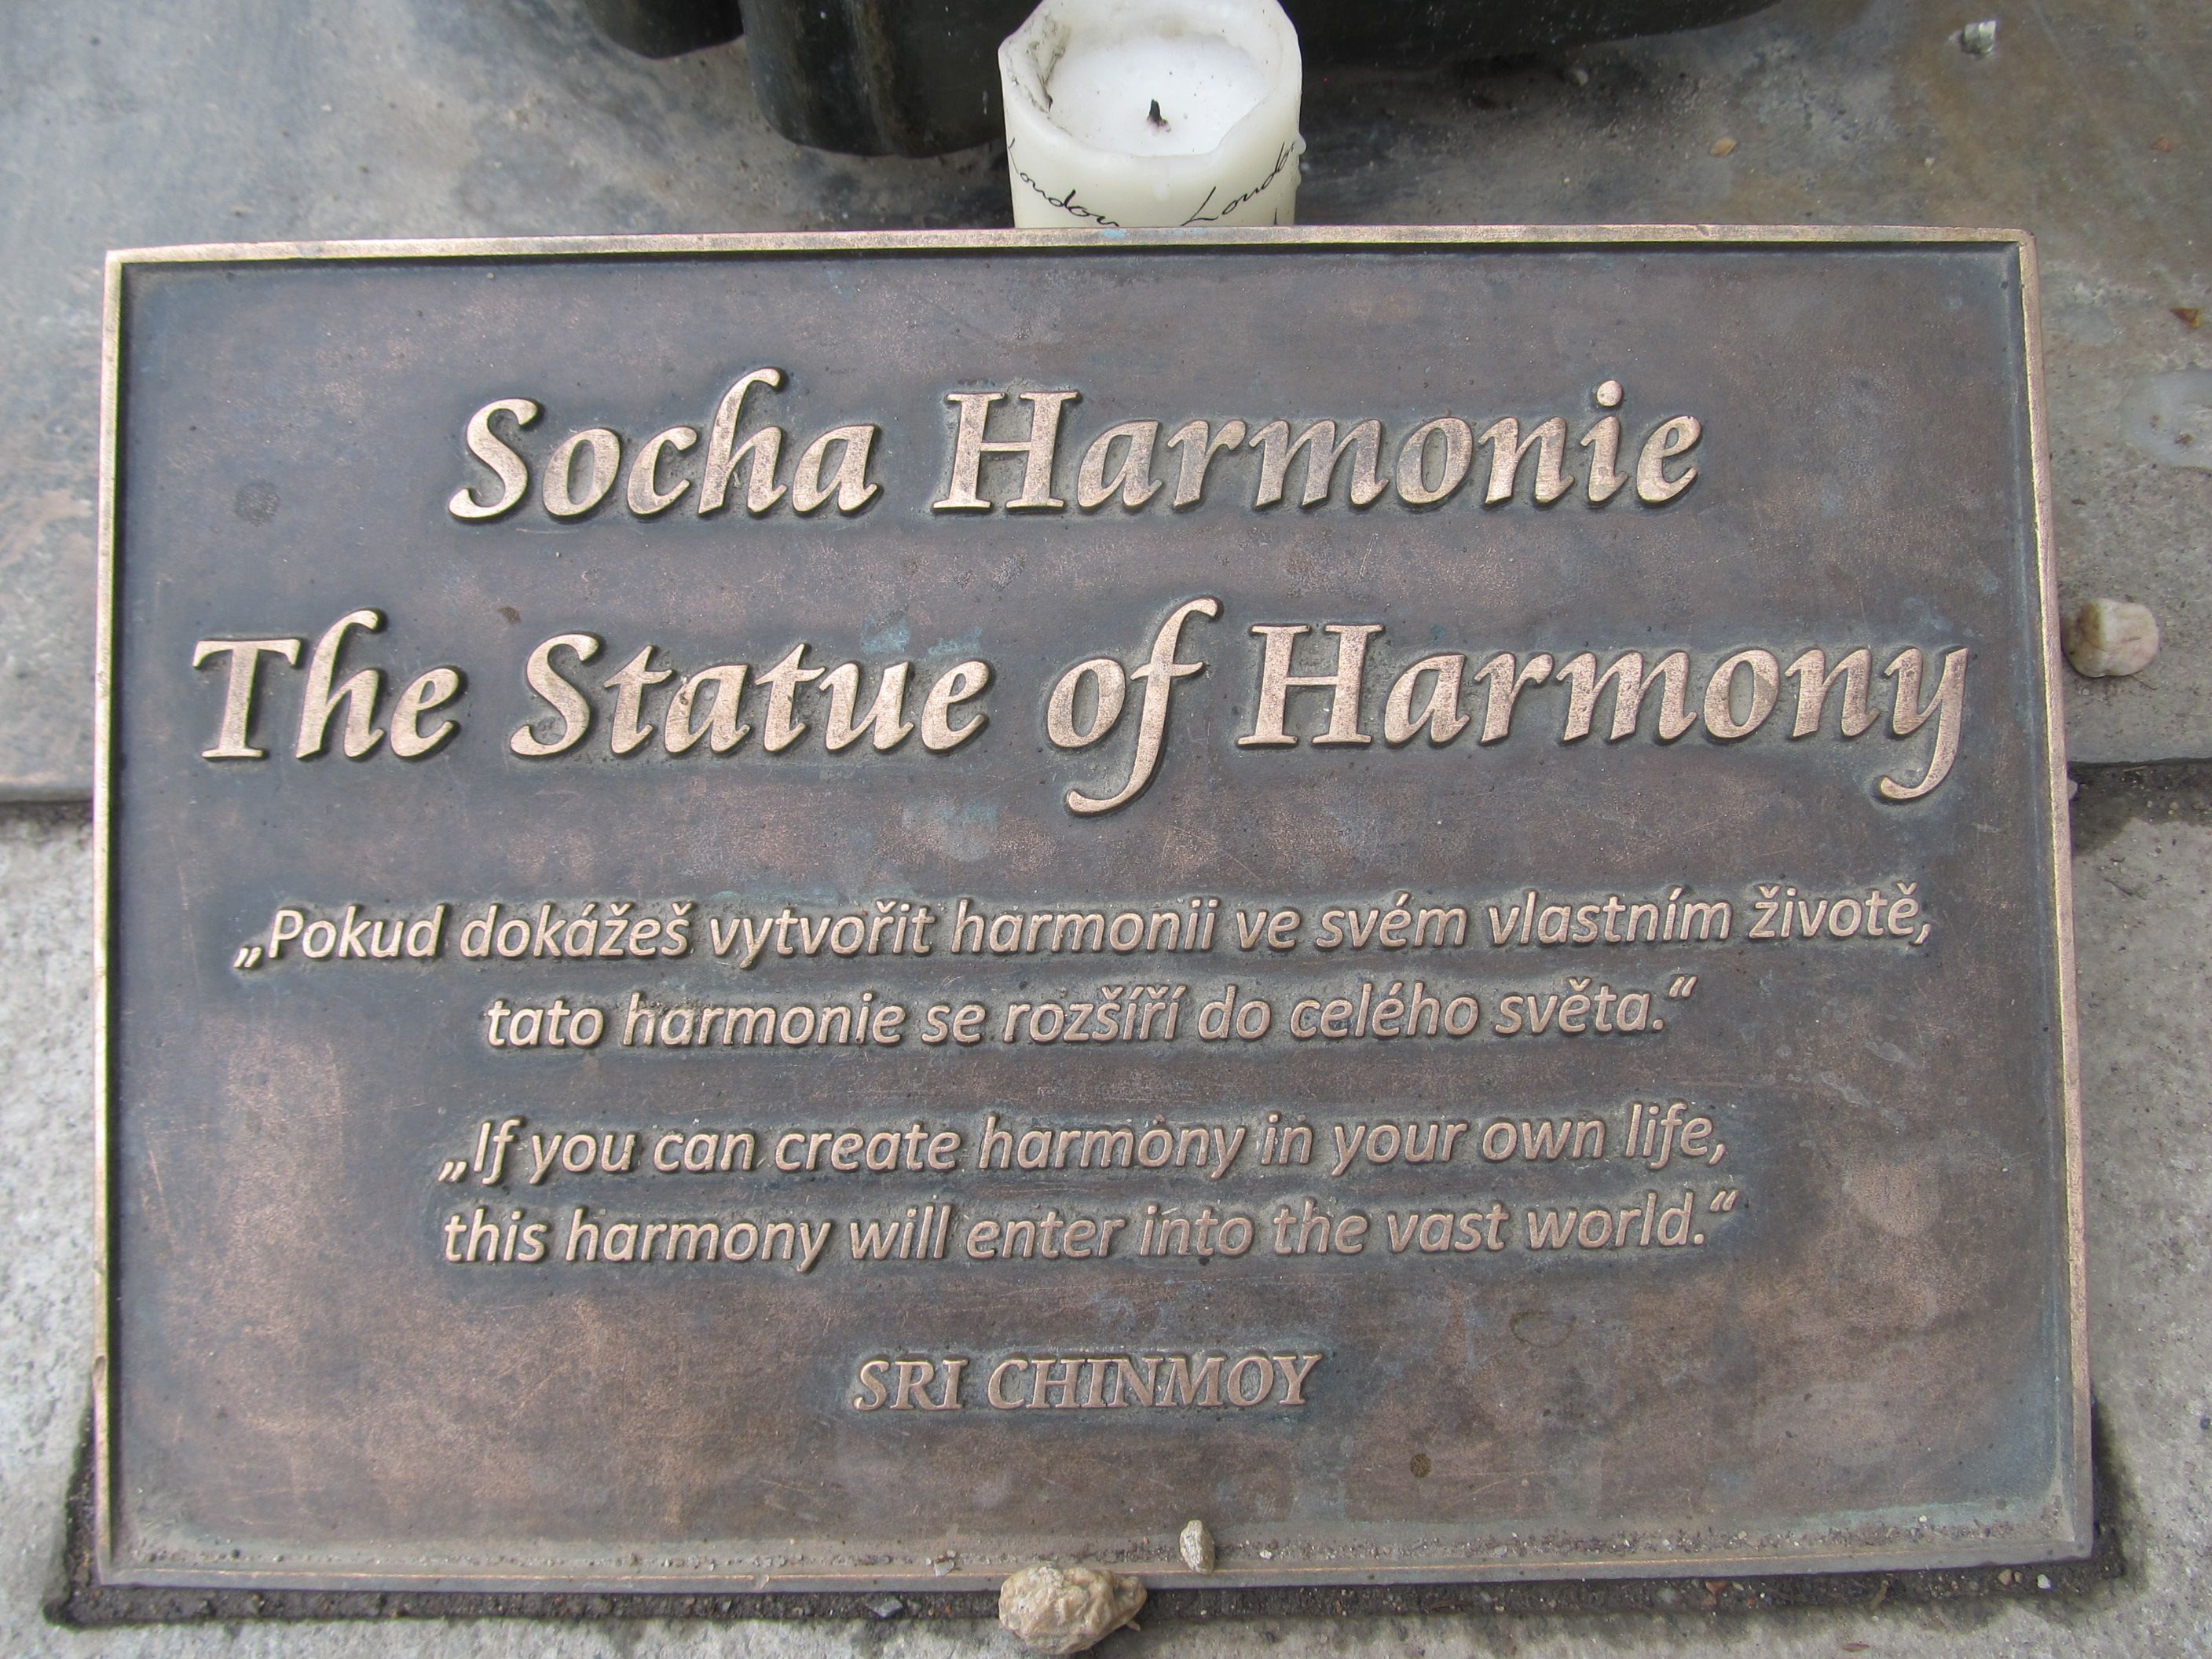 London London
Socha Harmonie
The Statue of Harmony
„Pokud dokážeš vytvořit harmonii ve svém vlastním životě,
tato harmonie se rozšíří do celého světa.“
„If you can create harmony in your own life,
this harmony will enter into the vast world.“
SRI CHINMOY